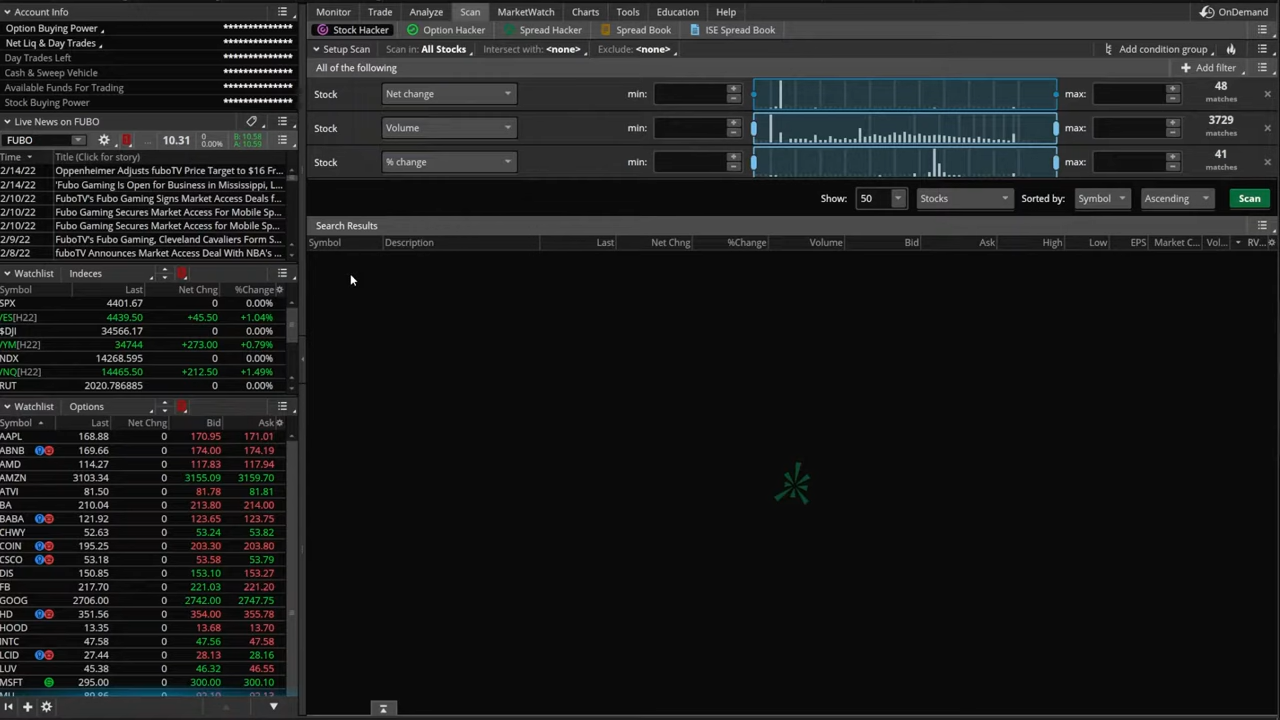 Account Info
Option Buying Power **************
Net Liq & Day Trades **************
Day Trades Left **************
Cash & Sweep Vehicle **************
Available Funds For Trading **************
Stock Buying Power **************
Live News on FUBO
FUBO 10.31 0 0.00% B: 10.58 A: 10.59
Time Title (Click for story)
2/14/22 Oppenheimer Adjusts fuboTV Price Target to $16 Fr...
2/14/22 'Fubo Gaming Is Open for Business in Mississippi, L...
2/10/22 FuboTV's Fubo Gaming Signs Market Access Deals f...
2/10/22 Fubo Gaming Secures Market Access For Mobile Sp...
2/10/22 Fubo Gaming Secures Market Access for Mobile Sp...
2/9/22 FuboTV's Fubo Gaming, Cleveland Cavaliers Form S...
2/8/22 fuboTV Announces Market Access Deal With NBA's ...
Watchlist Indeces
Symbol Last Net Chng %Change
SPX 4401.67 0 0.00%
/ES[H22] 4439.50 +45.50 +1.04%
$DJI 34566.17 0 0.00%
/YM[H22] 34744 +273.00 +0.79%
NDX 14268.595 0 0.00%
/NQ[H22] 14465.50 +212.50 +1.49%
RUT 2020.786885 0 0.00%
Watchlist Options
Symbol Last Net Chng Bid Ask
AAPL 168.88 0 170.95 171.01
ABNB 169.66 0 174.00 174.19
AMD 114.27 0 117.83 117.94
AMZN 3103.34 0 3155.09 3159.70
ATVI 81.50 0 81.78 81.81
BA 210.04 0 213.80 214.00
BABA 121.92 0 123.65 123.75
CHWY 52.63 0 53.24 53.82
COIN 195.25 0 203.30 203.80
CSCO 53.18 0 53.58 53.79
DIS 150.85 0 153.10 153.27
FB 217.70 0 221.03 221.20
GOOG 2706.00 0 2742.00 2747.75
HD 351.56 0 354.00 355.78
HOOD 13.35 0 13.68 13.70
INTC 47.58 0 47.56 47.58
LCID 27.44 0 28.13 28.16
LUV 45.38 0 46.32 46.55
MSFT 295.00 0 300.00 300.10
MU 89.86 0 92.10 92.13
Monitor Trade Analyze Scan MarketWatch Charts Tools Education Help OnDemand
Stock Hacker Option Hacker Spread Hacker Spread Book ISE Spread Book
Setup Scan Scan in: All Stocks Intersect with: <none> Exclude: <none> Add condition group
All of the following Add filter
Stock Net change min: max: 48 matches
Stock Volume min: max: 3729 matches
Stock % change min: max: 41 matches
Show: 50 Stocks Sorted by: Symbol Ascending Scan
Search Results
Symbol Description Last Net Chng %Change Volume Bid Ask High Low EPS Market C... Vol... RV...